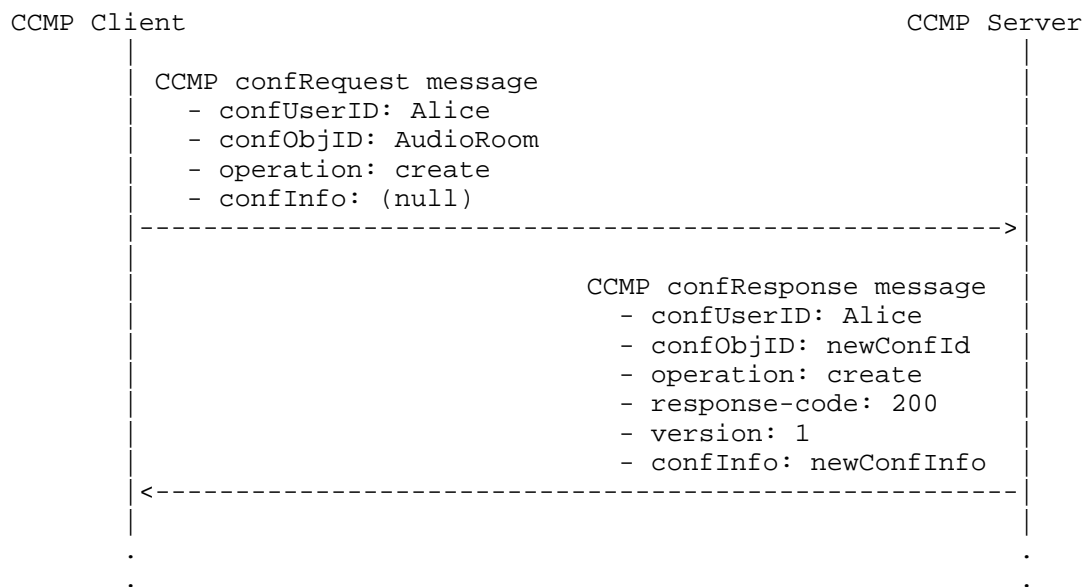 CCMP Client CCMP Server
CCMP confRequest message
- confUserID: Alice
- confObjID: AudioRoom
- operation: create
- confInfo: (null)
CCMP confResponse message
- confUserID: Alice
- confObjID: newConfId
- operation: create
- response-code: 200
- version: 1
- confInfo: newConfInfo